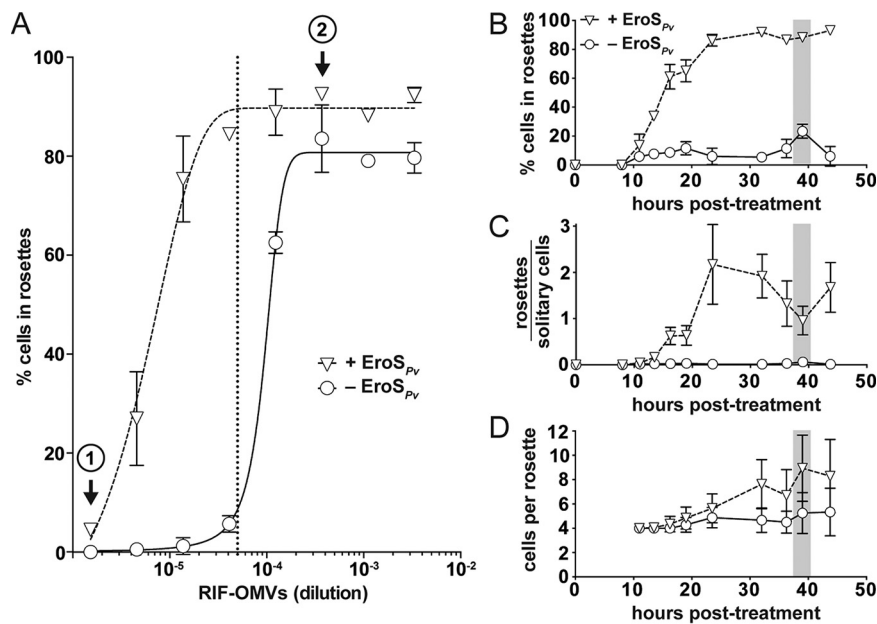 A
% cells in rosettes
100
80
60
40
20
0
1
2
+ EroSPv
– EroSPv
10-5
10-4
10-3
10-2
RIF-OMVs (dilution)
B
% cells in rosettes
100
80
60
40
20
0
+ EroSPv
– EroSPv
0 10 20 30 40 50
hours post-treatment
C
rosettes
solitary cells
3
2
1
0
0 10 20 30 40 50
hours post-treatment
D
cells per rosette
12
10
8
6
4
2
0
0 10 20 30 40 50
hours post-treatment